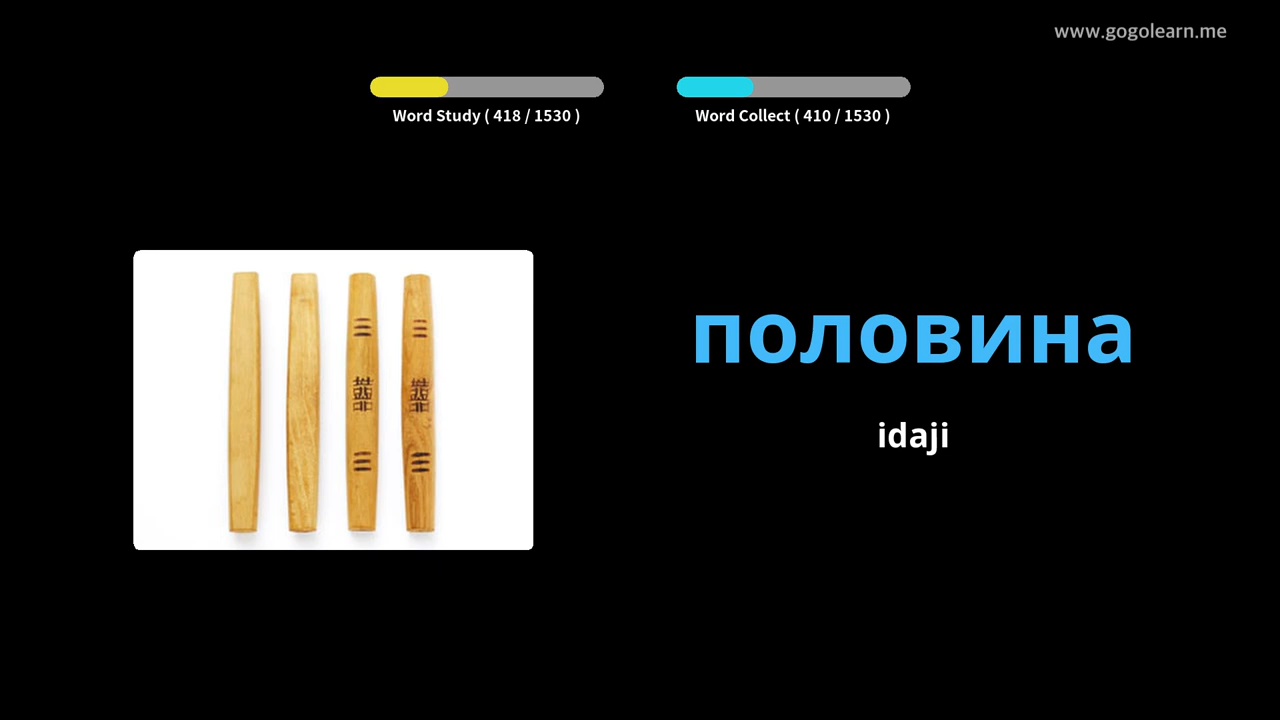 www.gogolearn.me
Word Study ( 418 / 1530 )
Word Collect ( 410 / 1530 )
половина
idaji